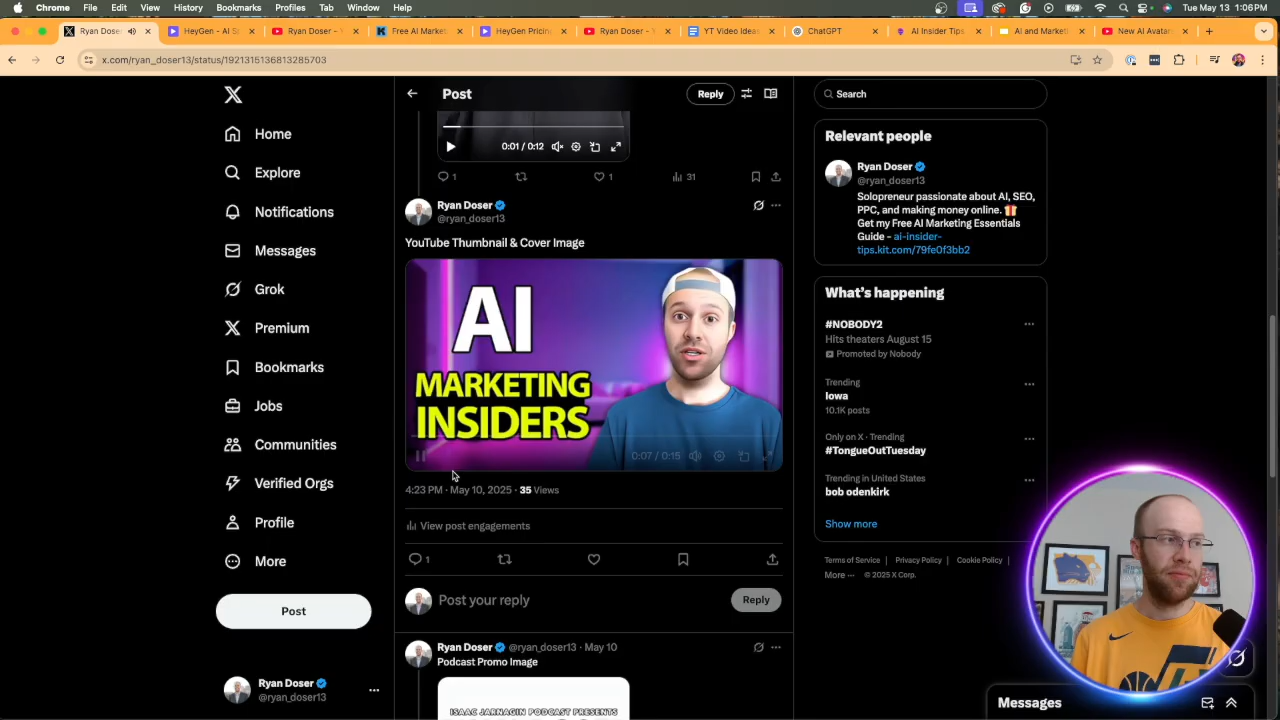 Chrome File Edit View History Bookmarks Profiles Tab Window Help
Tue May 13 1:06PM
Ryan Doser
HeyGen - AI S
Ryan Doser - Y
Free AI Market
HeyGen Pricing
Ryan Doser - Y
YT Video Ideas
ChatGPT
AI Insider Tips
AI and Marketi
New AI Avatar
x.com/ryan_doser13/status/1921315136813285703
Home
Explore
Notifications
Messages
Grok
Premium
Bookmarks
Jobs
Communities
Verified Orgs
Profile
More
Post
Ryan Doser
@ryan_doser13
Post
Reply
0:01 / 0:12
1
1
31
Ryan Doser
@ryan_doser13
YouTube Thumbnail & Cover Image
AI
MARKETING
INSIDERS
0:07 / 0:15
4:23 PM · May 10, 2025 · 35 Views
View post engagements
1
Post your reply
Reply
Ryan Doser @ryan_doser13 · May 10
Podcast Promo Image
ISAAC JARNAGIN PODCAST PRESENTS
Search
Relevant people
Ryan Doser
@ryan_doser13
Solopreneur passionate about AI, SEO,
PPC, and making money online.
Get my Free AI Marketing Essentials
Guide - ai-insider-
tips.kit.com/79fe0f3bb2
What's happening
#NOBODY2
Hits theaters August 15
Promoted by Nobody
Trending
Iowa
10.1K posts
Only on X · Trending
#TongueOutTuesday
Trending in United States
bob odenkirk
Show more
Terms of Service | Privacy Policy | Cookie Policy |
More ··· © 2025 X Corp.
Messages